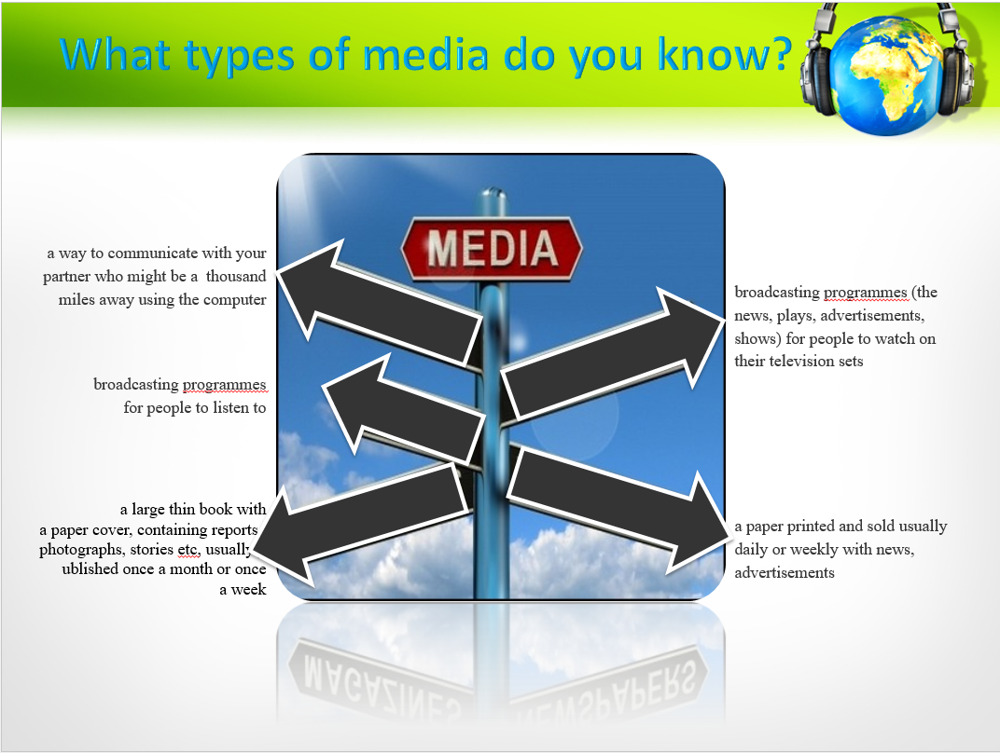 What types of media do you know?
MEDIA
a way to communicate with your
partner who might be a thousand
miles away using the computer
broadcasting programmes
for people to listen to
a large thin book with
a paper cover, containing reports
photographs, stories etc, usually
ublished once a month or once
a week
broadcasting programmes (the
news, plays, advertisements,
shows) for people to watch on
their television sets
a paper printed and sold usually
daily or weekly with news,
advertisements
MAGAZINES
NEWSPAPERS